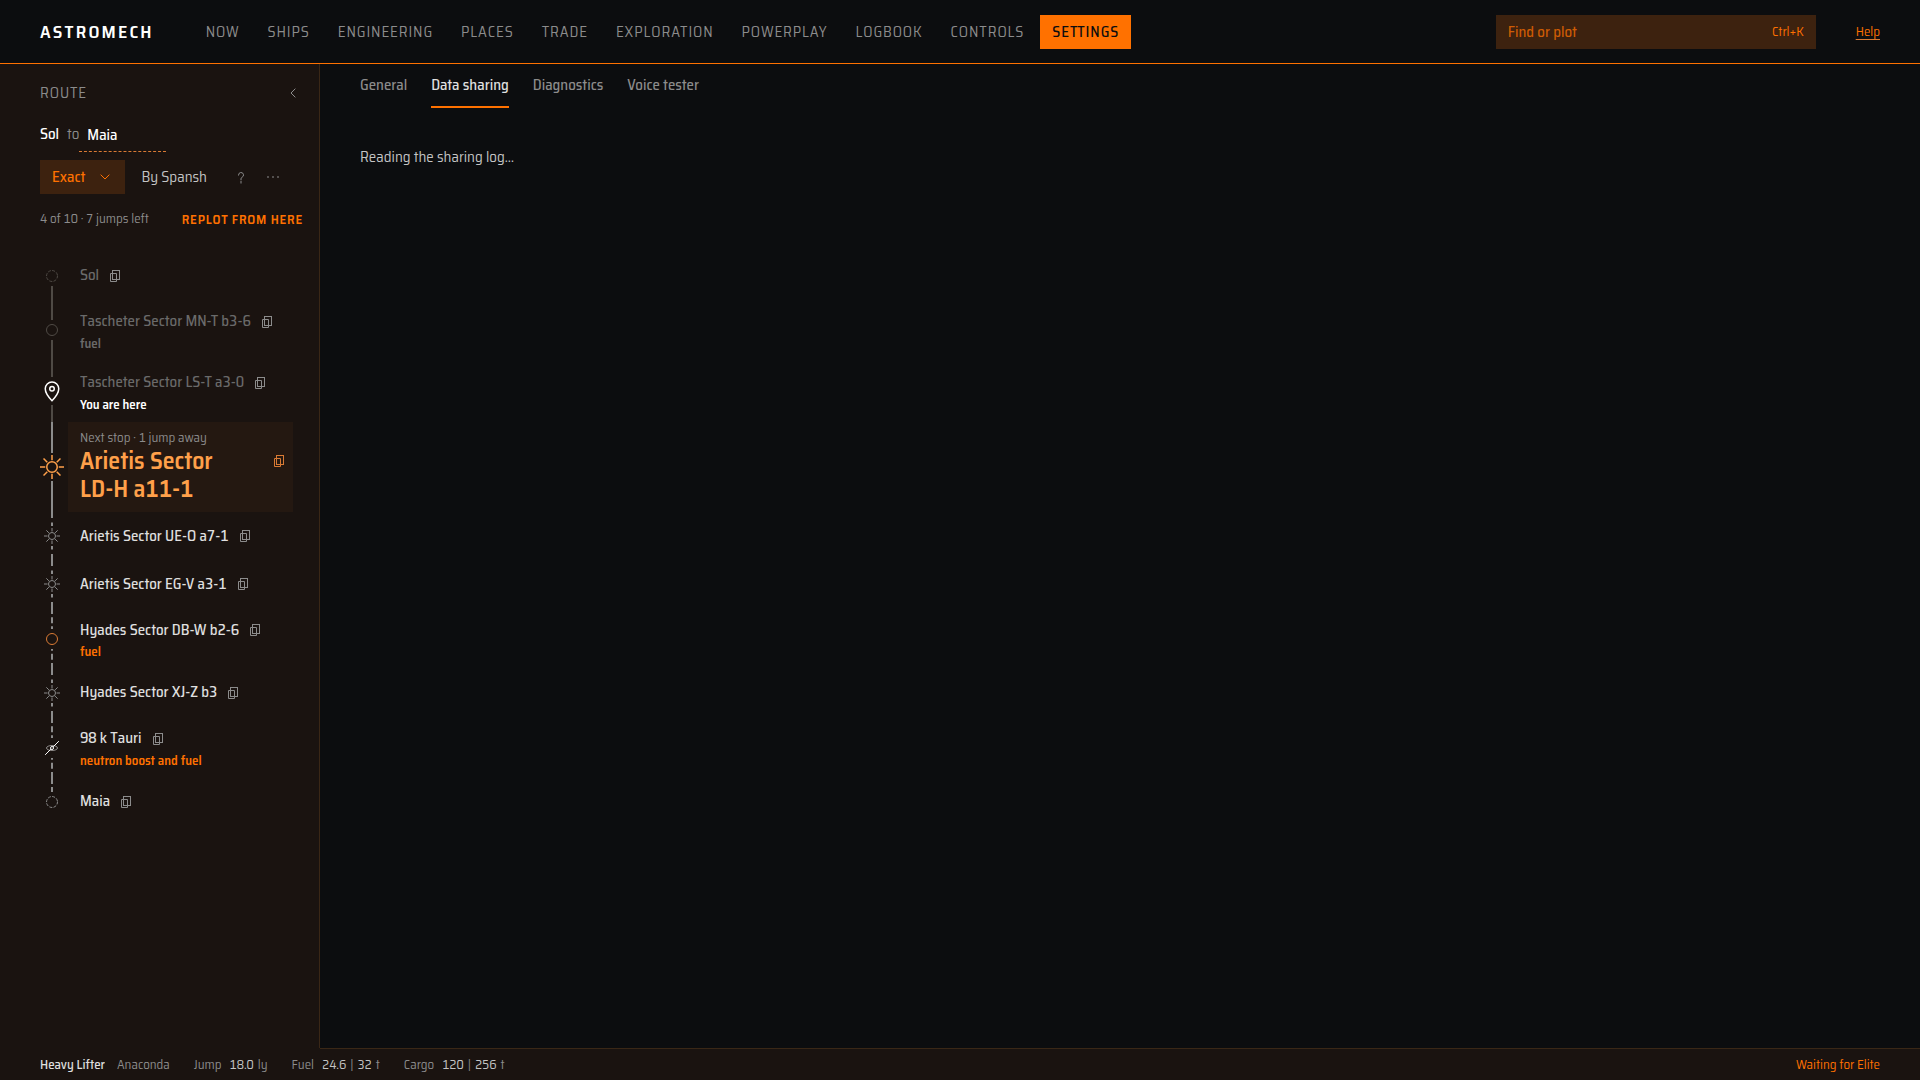 ASTROMECH NOW SHIPS ENGINEERING PLACES TRADE EXPLORATION POWERPLAY LOGBOOK CONTROLS SETTINGS Find or plot Ctrl+K Help
ROUTE
General Data sharing Diagnostics Voice tester
Sol to Maia
Reading the sharing log...
Exact By Spansh ? ...
4 of 10 · 7 jumps left REPLOT FROM HERE
Sol
Tascheter Sector MN-T b3-6
fuel
Tascheter Sector LS-T a3-0
You are here
Next stop · 1 jump away
Arietis Sector
LD-H a11-1
Arietis Sector UE-O a7-1
Arietis Sector EG-V a3-1
Hyades Sector DB-W b2-6
fuel
Hyades Sector XJ-Z b3
98 k Tauri
neutron boost and fuel
Maia
Heavy Lifter Anaconda Jump 18.0 ly Fuel 24.6 | 32 t Cargo 120 | 256 t Waiting for Elite